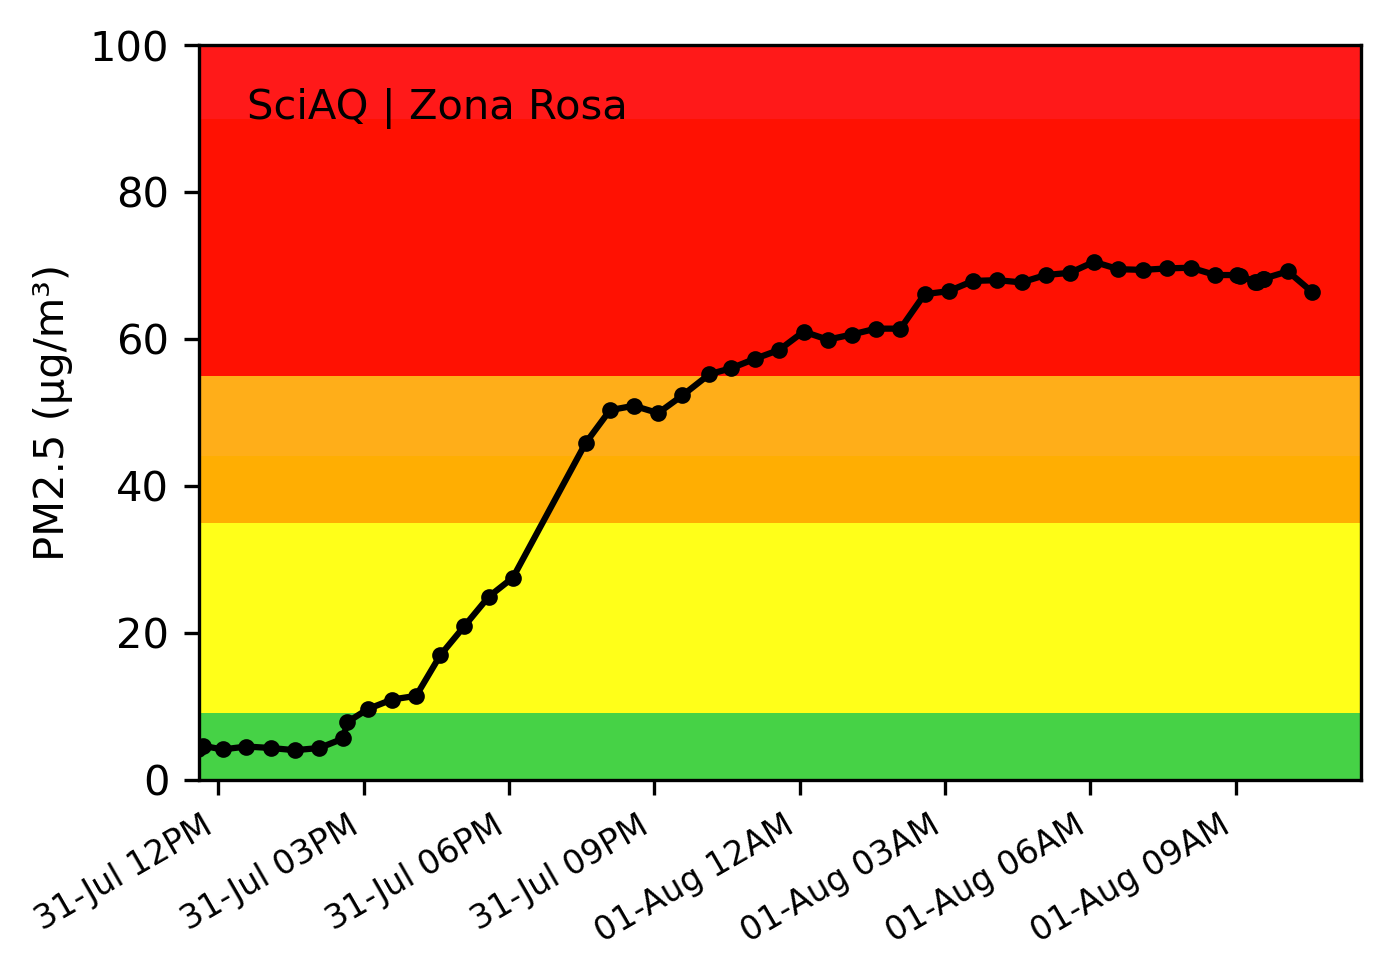 SciAQ | Zona Rosa
PM2.5 (µg/m³)
100
80
60
40
20
0
31-Jul 12PM
31-Jul 03PM
31-Jul 06PM
31-Jul 09PM
01-Aug 12AM
01-Aug 03AM
01-Aug 06AM
01-Aug 09AM